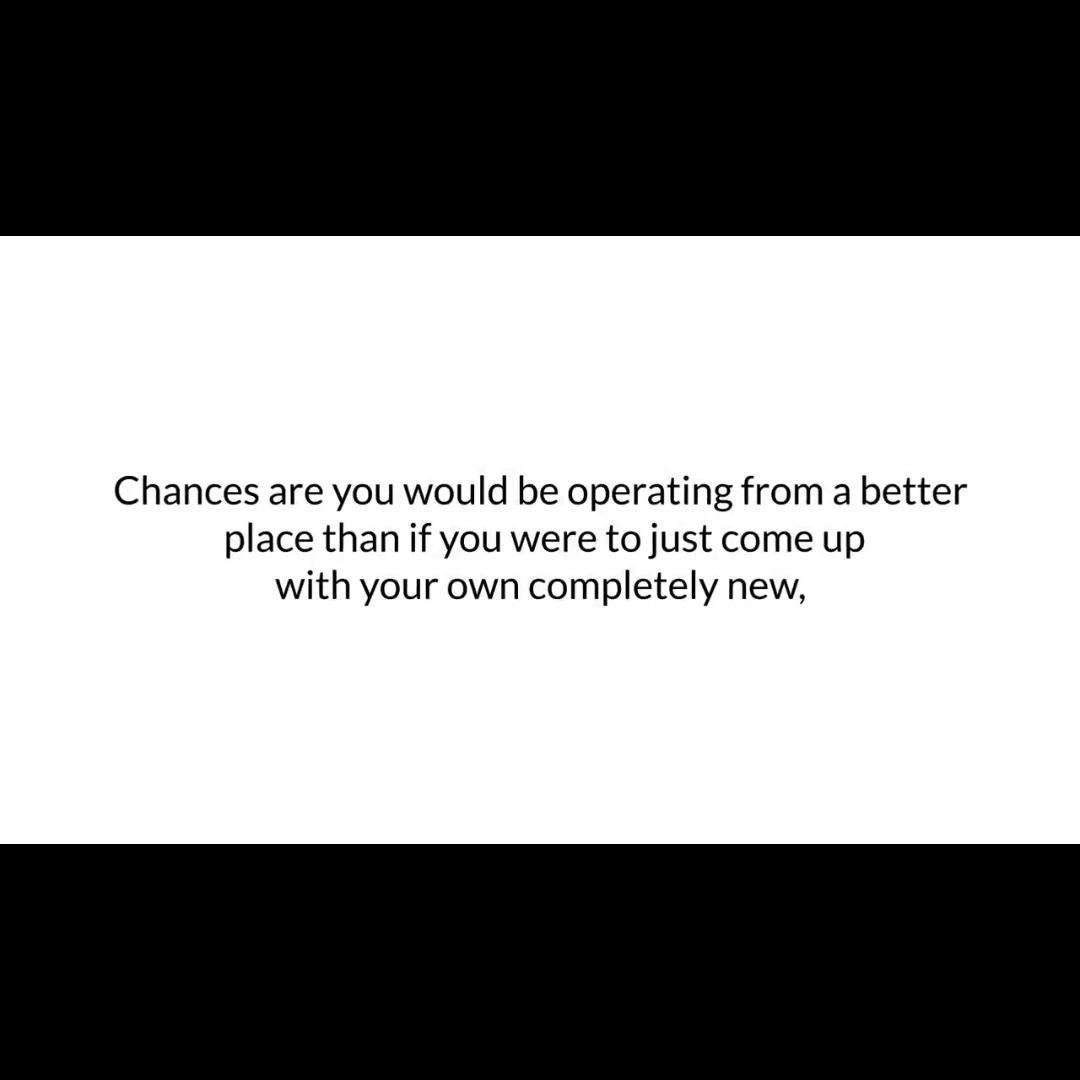 Chances are you would be operating from a better
place than if you were to just come up
with your own completely new,